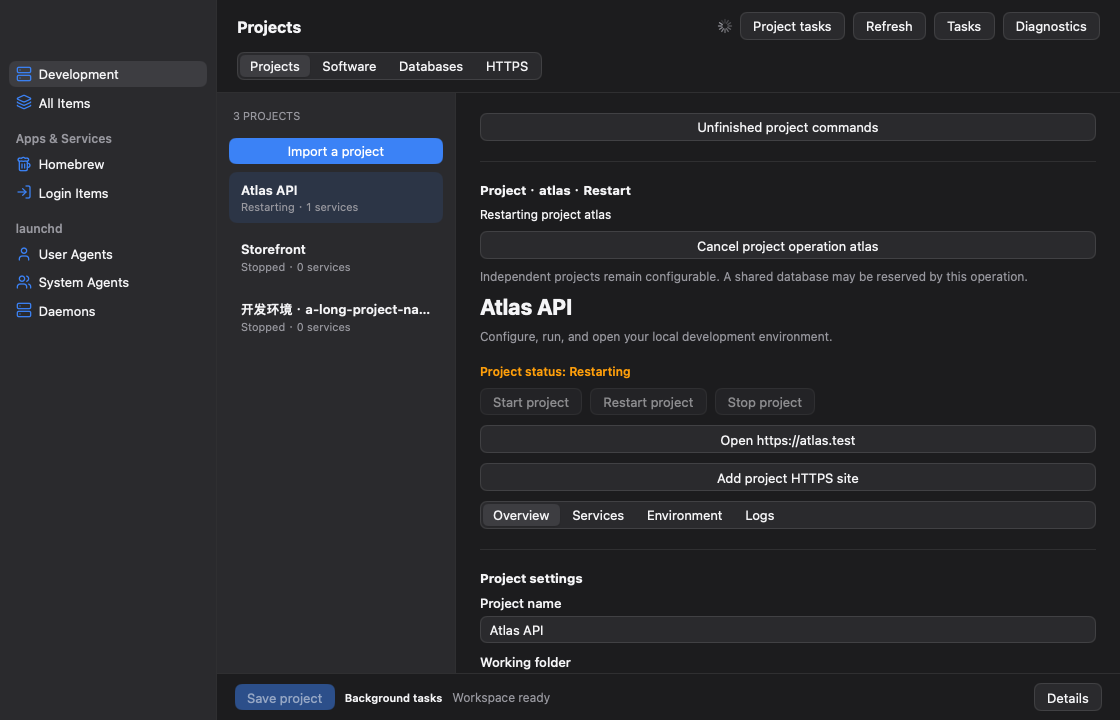 Projects
Project tasks
Refresh
Tasks
Diagnostics
Projects
Software
Databases
HTTPS
Development
All Items
Apps & Services
Homebrew
Login Items
launchd
User Agents
System Agents
Daemons
3 PROJECTS
Import a project
Atlas API
Restarting · 1 services
Storefront
Stopped · 0 services
开发环境 · a-long-project-na...
Stopped · 0 services
Unfinished project commands
Project · atlas · Restart
Restarting project atlas
Cancel project operation atlas
Independent projects remain configurable. A shared database may be reserved by this operation.
Atlas API
Configure, run, and open your local development environment.
Project status: Restarting
Start project
Restart project
Stop project
Open https://atlas.test
Add project HTTPS site
Overview
Services
Environment
Logs
Project settings
Project name
Atlas API
Working folder
Save project
Background tasks
Workspace ready
Details